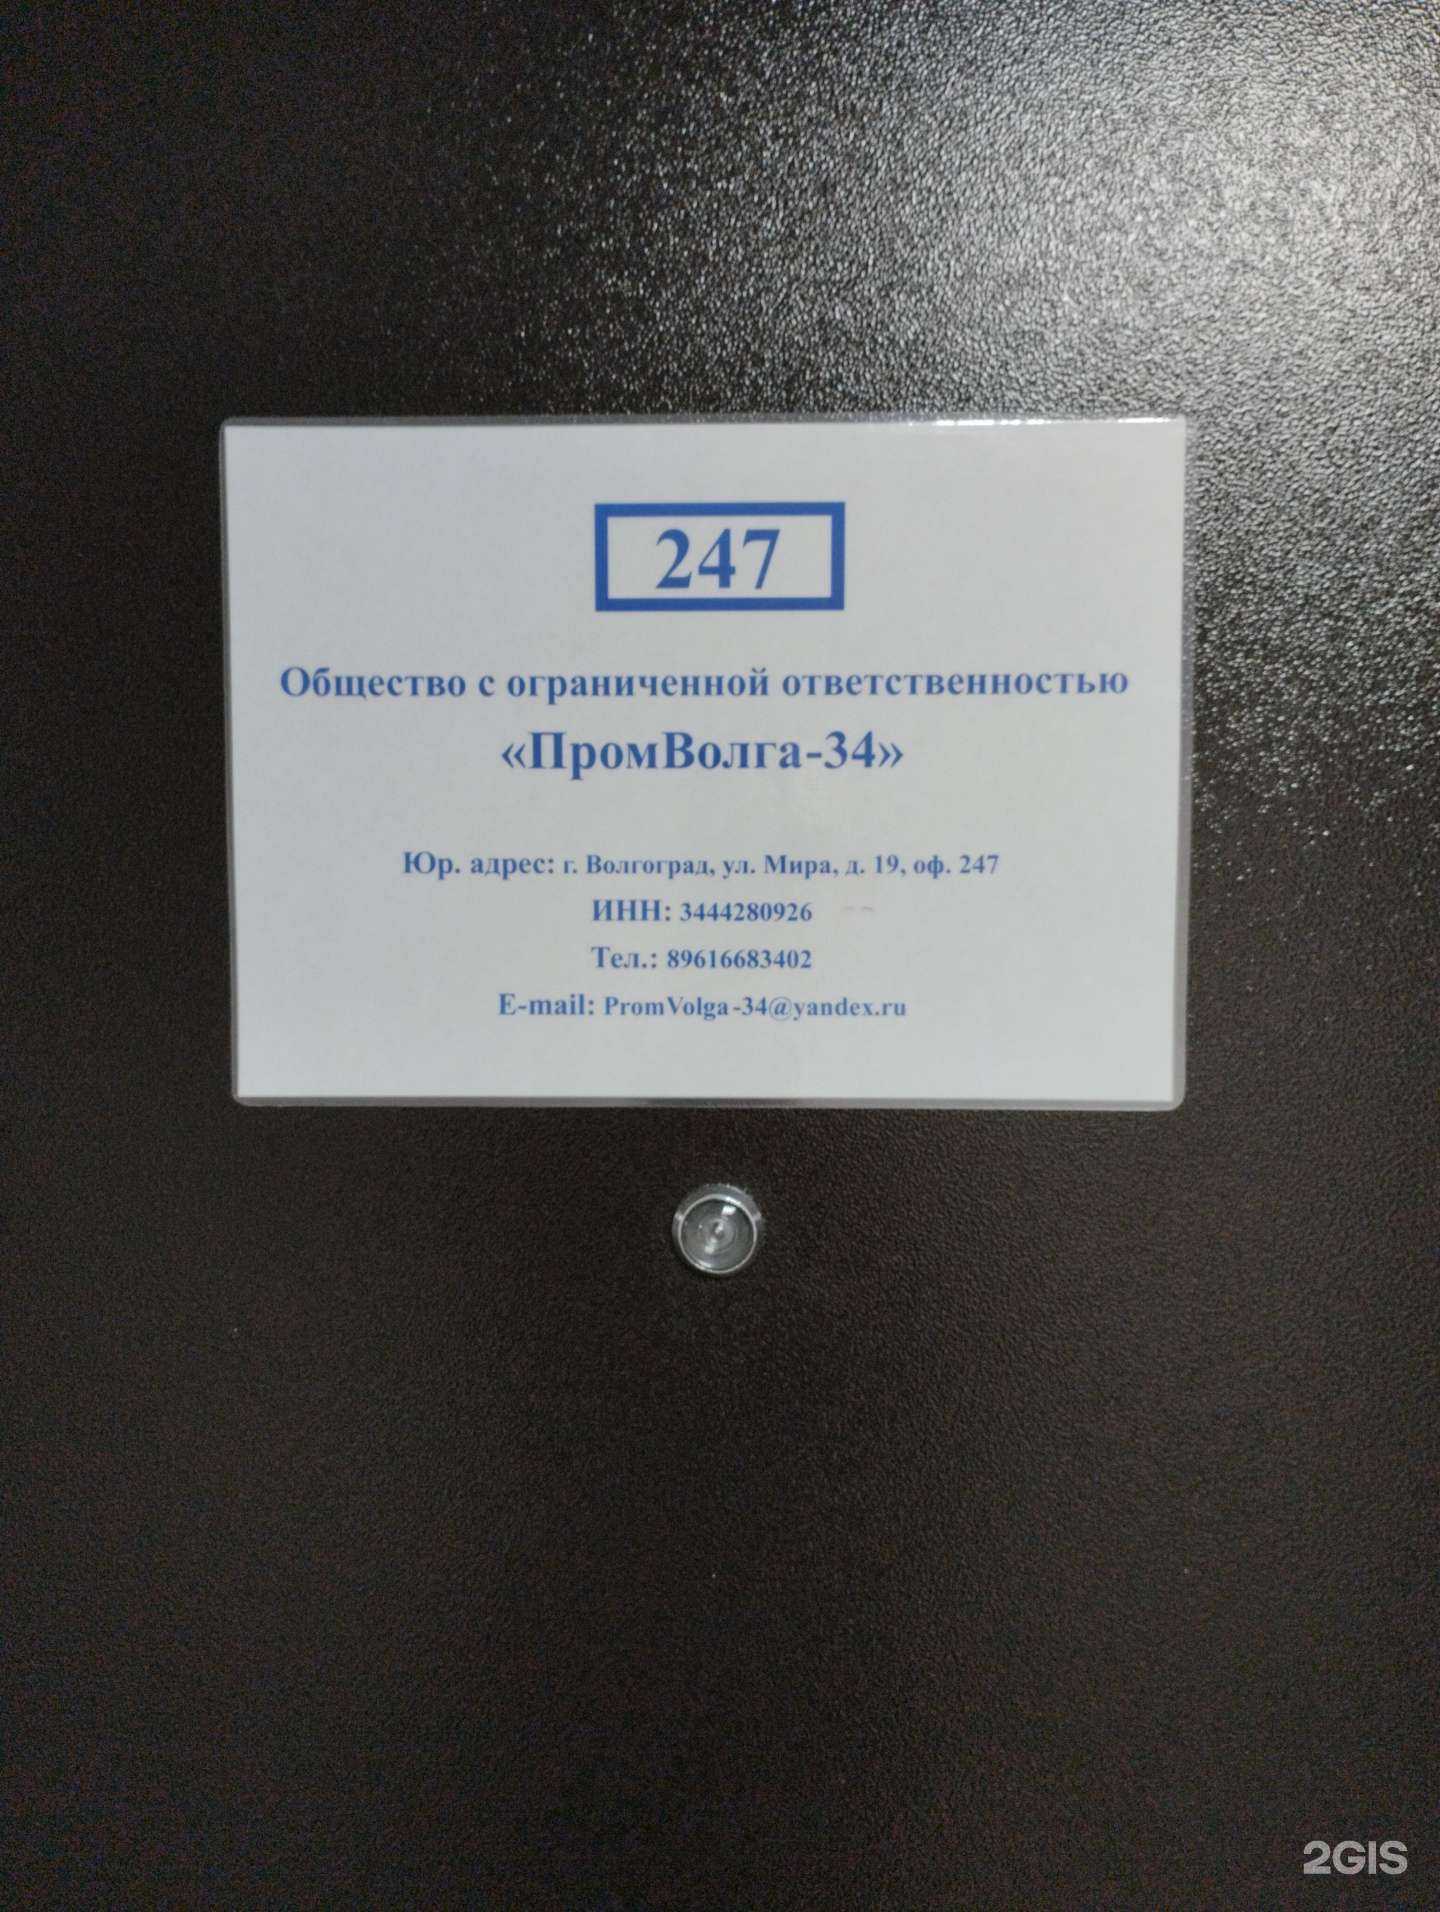 247
Общество с ограниченной ответственностью
«ПромВолга-34»
Юр. адрес: г. Волгоград, ул. Мира, д. 19, оф. 247
ИНН: 3444280926
Тел.: 89616683402
E-mail: PromVolga-34@yandex.ru
2GIS